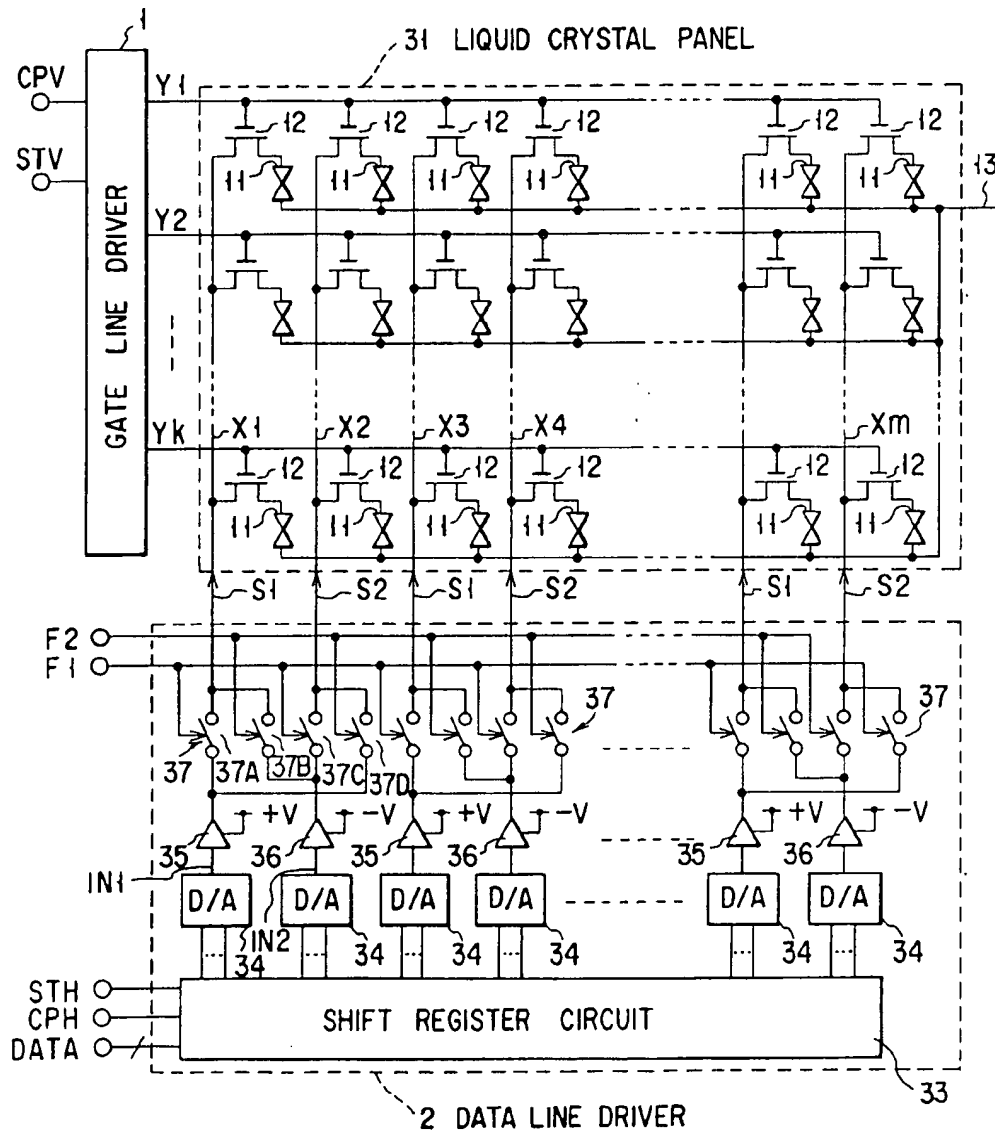 1
31 LIQUID CRYSTAL PANEL
CPV
STV
GATE LINE DRIVER
Y1
12 12 12 12 12 12
11 11 11 11 11 11
13
Y2
Yk
X1 X2 X3 X4 Xm
12 12 12 12 12 12
11 11 11 11 11 11
S1 S2 S1 S2 S1 S2
F2
F1
37 37A 37B 37C 37D 37 37
+V -V +V -V +V -V
35 36 35 36 35 36
IN1 IN2
D/A D/A D/A D/A D/A D/A
34 34 34 34 34 34
STH
CPH
DATA
SHIFT REGISTER CIRCUIT
33
2 DATA LINE DRIVER